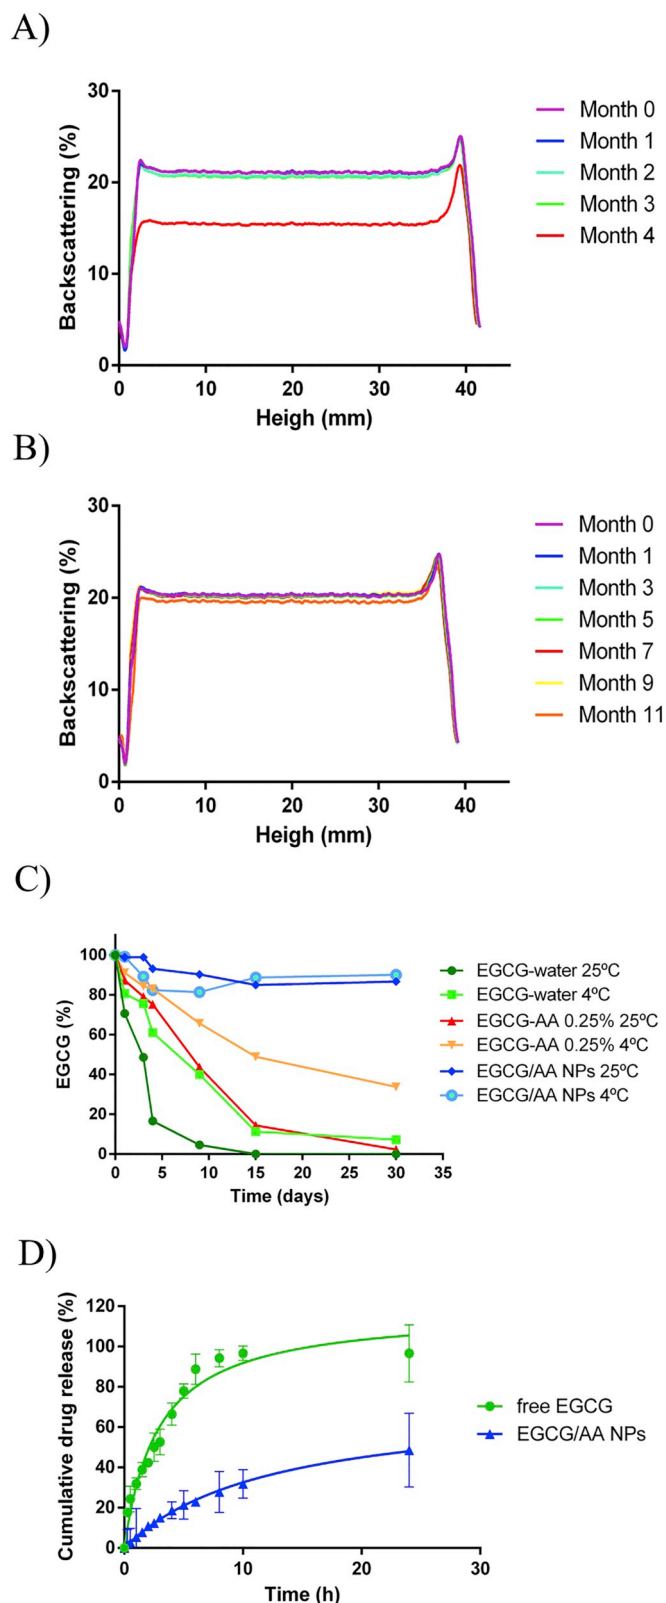 A)
30
20
10
0
Backscattering (%)
0 10 20 30 40
Heigh (mm)
Month 0
Month 1
Month 2
Month 3
Month 4
B)
30
20
10
0
Backscattering (%)
0 10 20 30 40
Heigh (mm)
Month 0
Month 1
Month 3
Month 5
Month 7
Month 9
Month 11
C)
100
80
60
40
20
0
EGCG (%)
0 5 10 15 20 25 30 35
Time (days)
EGCG-water 25ºC
EGCG-water 4ºC
EGCG-AA 0.25% 25ºC
EGCG-AA 0.25% 4ºC
EGCG/AA NPs 25ºC
EGCG/AA NPs 4ºC
D)
120
100
80
60
40
20
0
Cumulative drug release (%)
0 10 20 30
Time (h)
free EGCG
EGCG/AA NPs